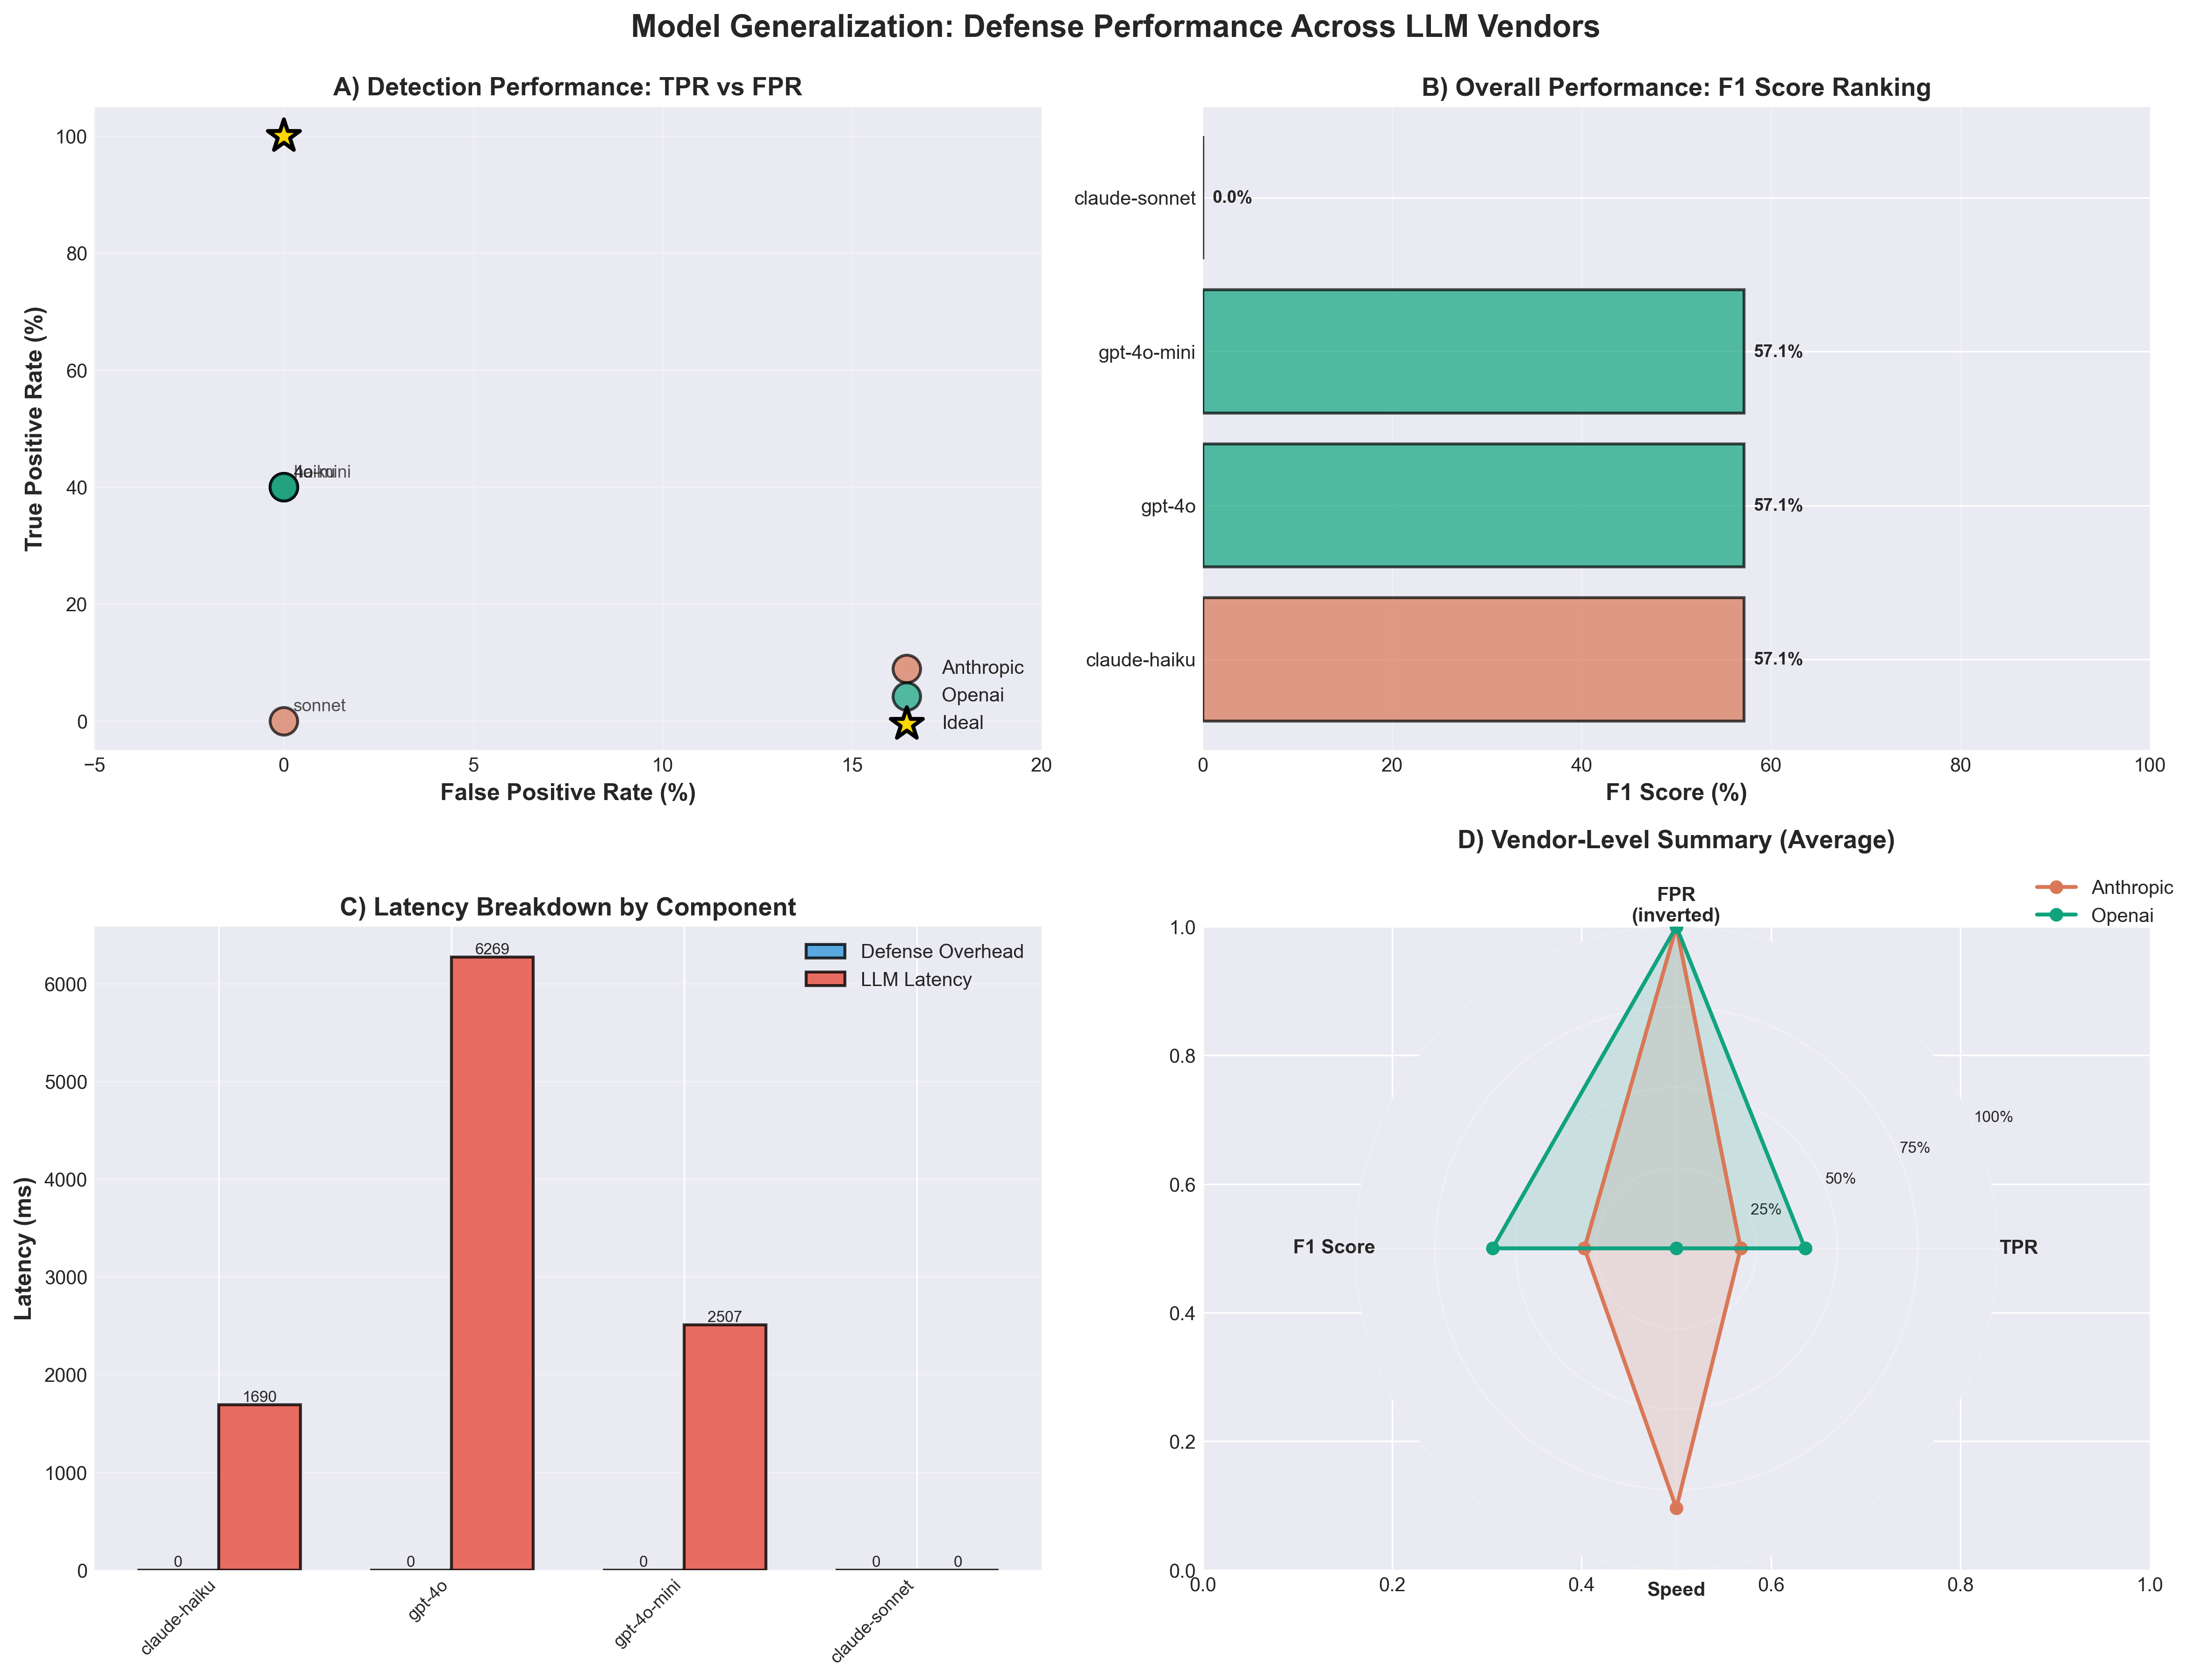 Model Generalization: Defense Performance Across LLM Vendors
A) Detection Performance: TPR vs FPR
100
80
60
40
20
0
True Positive Rate (%)
sonnet
Anthropic
Openai
Ideal
−5
0
5
10
15
20
False Positive Rate (%)
B) Overall Performance: F1 Score Ranking
claude-sonnet
0.0%
gpt-4o-mini
57.1%
gpt-4o
57.1%
claude-haiku
57.1%
0
20
40
60
80
100
F1 Score (%)
C) Latency Breakdown by Component
Defense Overhead
LLM Latency
6000
5000
4000
3000
2000
1000
0
Latency (ms)
0
1690
0
6269
0
2507
0
0
claude-haiku
gpt-4o
gpt-4o-mini
claude-sonnet
D) Vendor-Level Summary (Average)
Anthropic
Openai
FPR
(inverted)
1.0
0.8
0.6
0.4
0.2
0.0
100%
75%
50%
25%
F1 Score
TPR
0.0
0.2
0.4
0.6
0.8
1.0
Speed